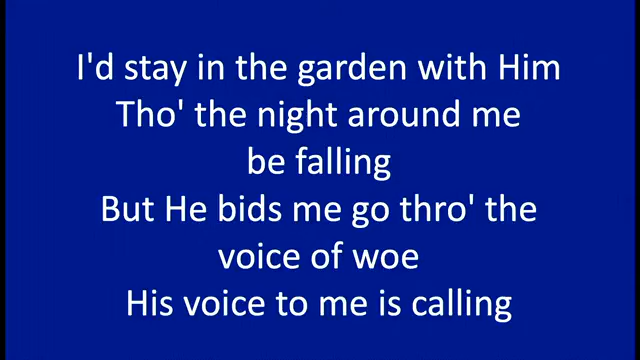 I'd stay in the garden with Him
Tho' the night around me
be falling
But He bids me go thro' the
voice of woe
His voice to me is calling